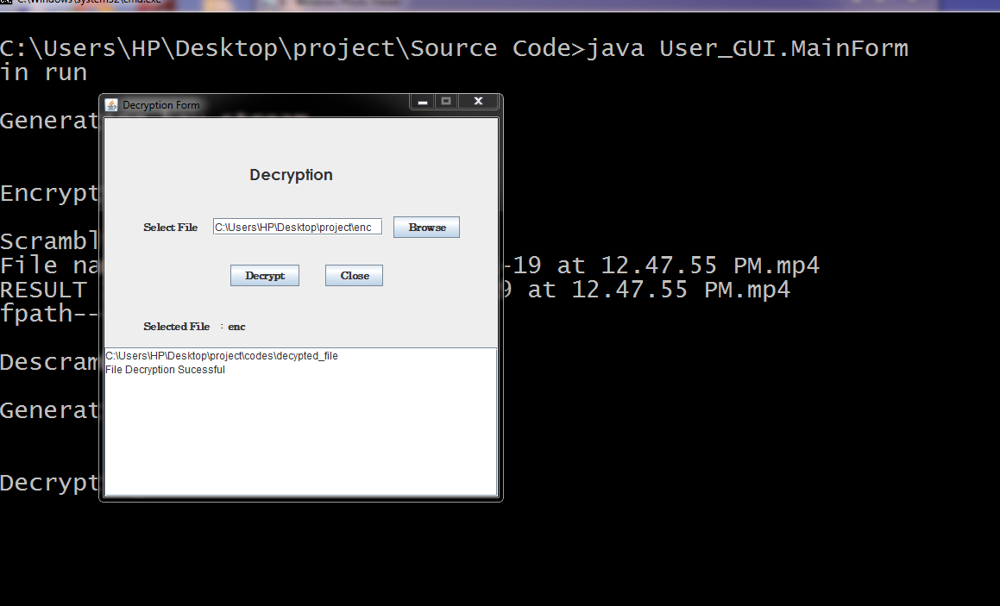 C:\Windows\system32\cmd.exe
C:\Users\HP\Desktop\project\Source Code>java User_GUI.MainForm
in run
Decryption Form
Generat
Decryption
Encrypt
Select File C:\Users\HP\Desktop\project\enc Browse
Scrambl
File na -19 at 12.47.55 PM.mp4
Decrypt Close
RESULT 9 at 12.47.55 PM.mp4
fpath--
Selected File : enc
C:\Users\HP\Desktop\project\codes\decypted_file
Descram
File Decryption Sucessful
Generat
Decrypt